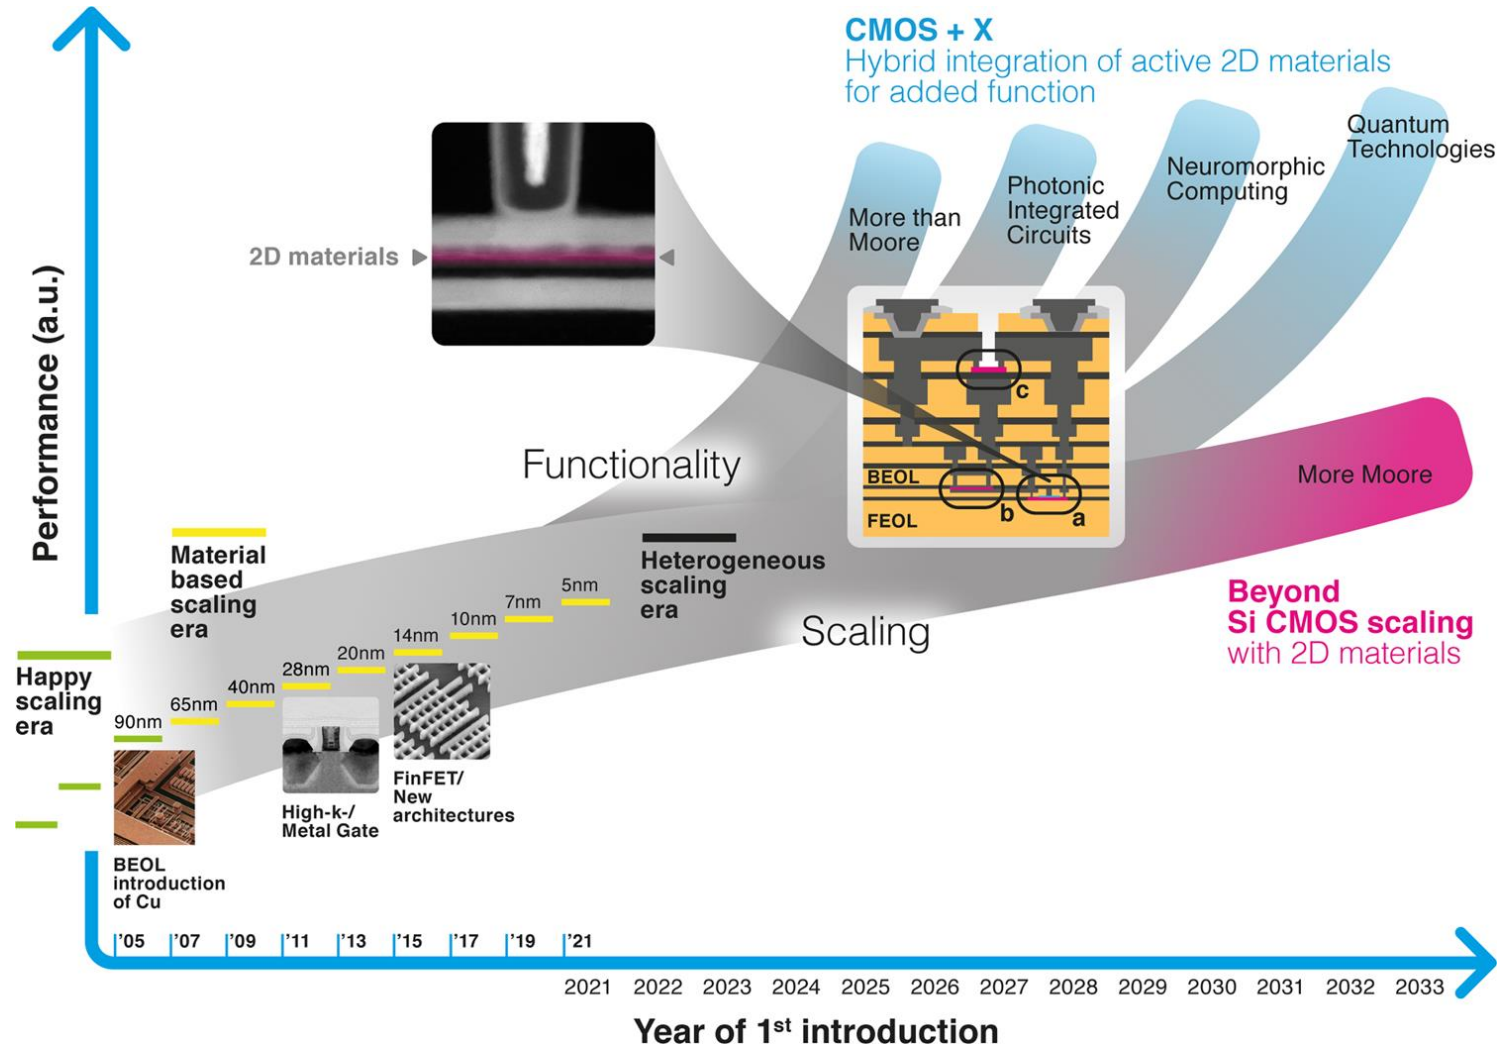 CMOS + X
Hybrid integration of active 2D materials
for added function
Quantum
Technologies
Neuromorphic
Computing
Photonic
Integrated
Circuits
More than
Moore
2D materials
Performance (a.u.)
c
BEOL
b
a
FEOL
More Moore
Functionality
Material
based
scaling
era
Heterogeneous
scaling
era
Beyond
Si CMOS scaling
with 2D materials
Scaling
Happy
scaling
era
90nm
65nm
40nm
28nm
20nm
14nm
10nm
7nm
5nm
BEOL
introduction
of Cu
High-k-/
Metal Gate
FinFET/
New
architectures
'05 '07 '09 '11 '13 '15 '17 '19 '21
2021 2022 2023 2024 2025 2026 2027 2028 2029 2030 2031 2032 2033
Year of 1st introduction